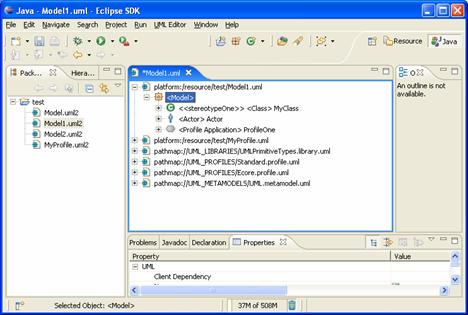 Java - Model1.uml - Eclipse SDK
File Edit Navigate Search Project Run UML Editor Window Help
Resource Java
Pack... Hiera...
*Model1.uml
O
test
Model.uml2
Model1.uml2
Model2.uml2
MyProfile.uml2
platform:/resource/test/Model1.uml
<Model>
<<stereotypeOne>> <Class> MyClass
<Actor> Actor
<Profile Application> ProfileOne
platform:/resource/test/MyProfile.uml
pathmap://UML_LIBRARIES/UMLPrimitiveTypes.library.uml
pathmap://UML_PROFILES/Standard.profile.uml
pathmap://UML_PROFILES/Ecore.profile.uml
pathmap://UML_METAMODELS/UML.metamodel.uml
An outline is not
available.
Problems Javadoc Declaration Properties
Property Value
UML
Client Dependency
Selected Object: <Model> 37M of 508M